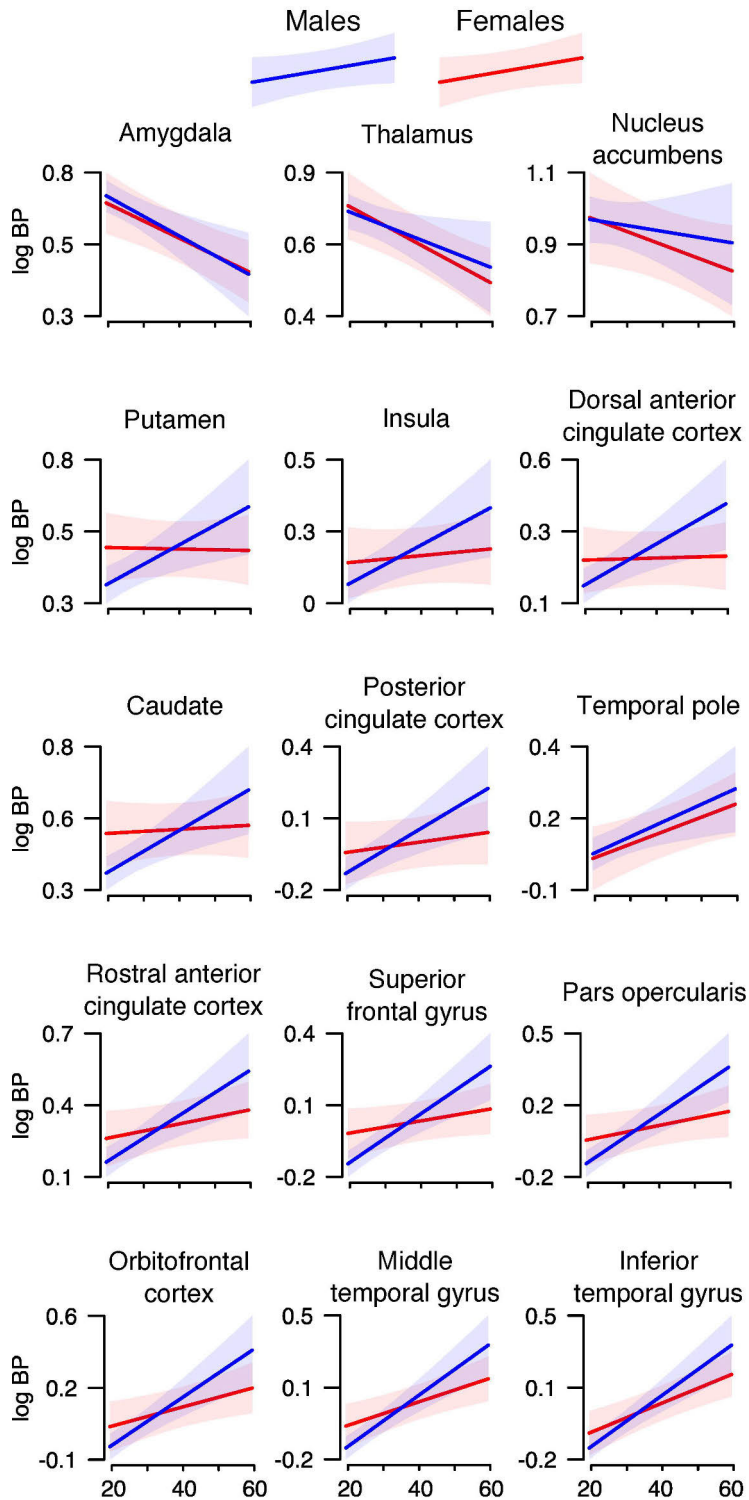 Males Females
Amygdala Thalamus Nucleus
accumbens
0.8 0.9 1.1
log BP 0.5 0.6 0.9
0.3 0.4 0.7
Putamen Insula Dorsal anterior
cingulate cortex
0.8 0.5 0.6
log BP 0.5 0.3 0.3
0.3 0 0.1
Caudate Posterior
cingulate cortex Temporal pole
0.8 0.4 0.4
log BP 0.6 0.1 0.2
0.3 -0.2 -0.1
Rostral anterior
cingulate cortex Superior
frontal gyrus Pars opercularis
0.7 0.4 0.5
log BP 0.4 0.1 0.2
0.1 -0.2 -0.2
Orbitofrontal
cortex Middle
temporal gyrus Inferior
temporal gyrus
0.6 0.5 0.5
log BP 0.2 0.1 0.1
-0.1 -0.2 -0.2
20 40 60 20 40 60 20 40 60